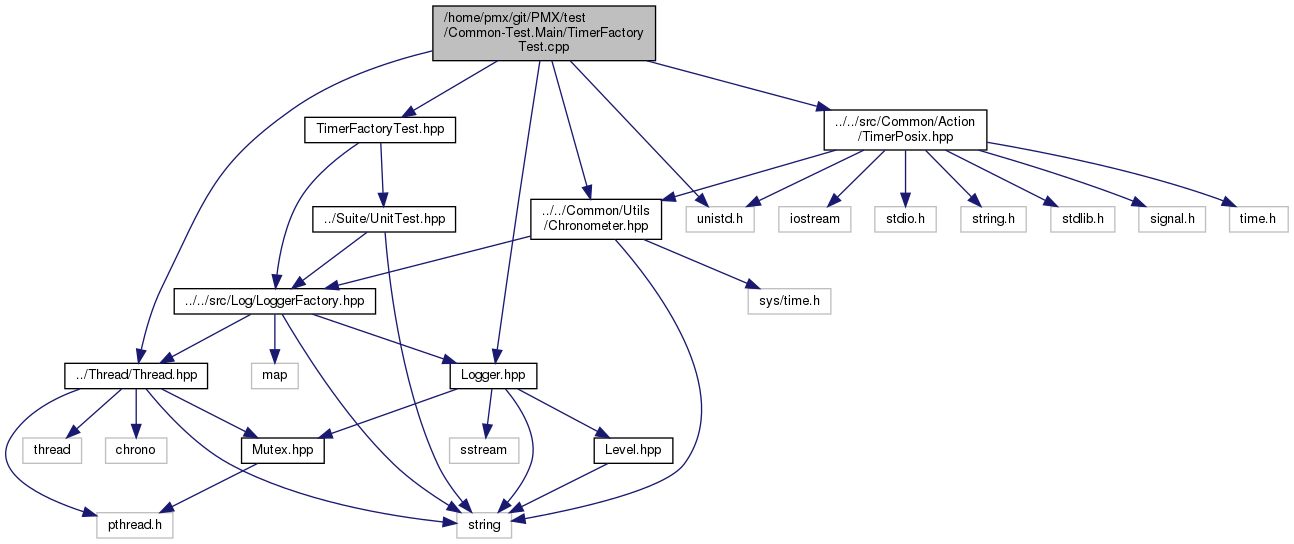 /home/pmx/git/PMX/test
/Common-Test.Main/TimerFactory
Test.cpp
../../src/Common/Action
/TimerPosix.hpp
TimerFactoryTest.hpp
../Suite/UnitTest.hpp
../../Common/Utils
/Chronometer.hpp
unistd.h
iostream
stdio.h
string.h
stdlib.h
signal.h
time.h
../../src/Log/LoggerFactory.hpp
sys/time.h
../Thread/Thread.hpp
map
Logger.hpp
thread
chrono
Mutex.hpp
sstream
Level.hpp
pthread.h
string